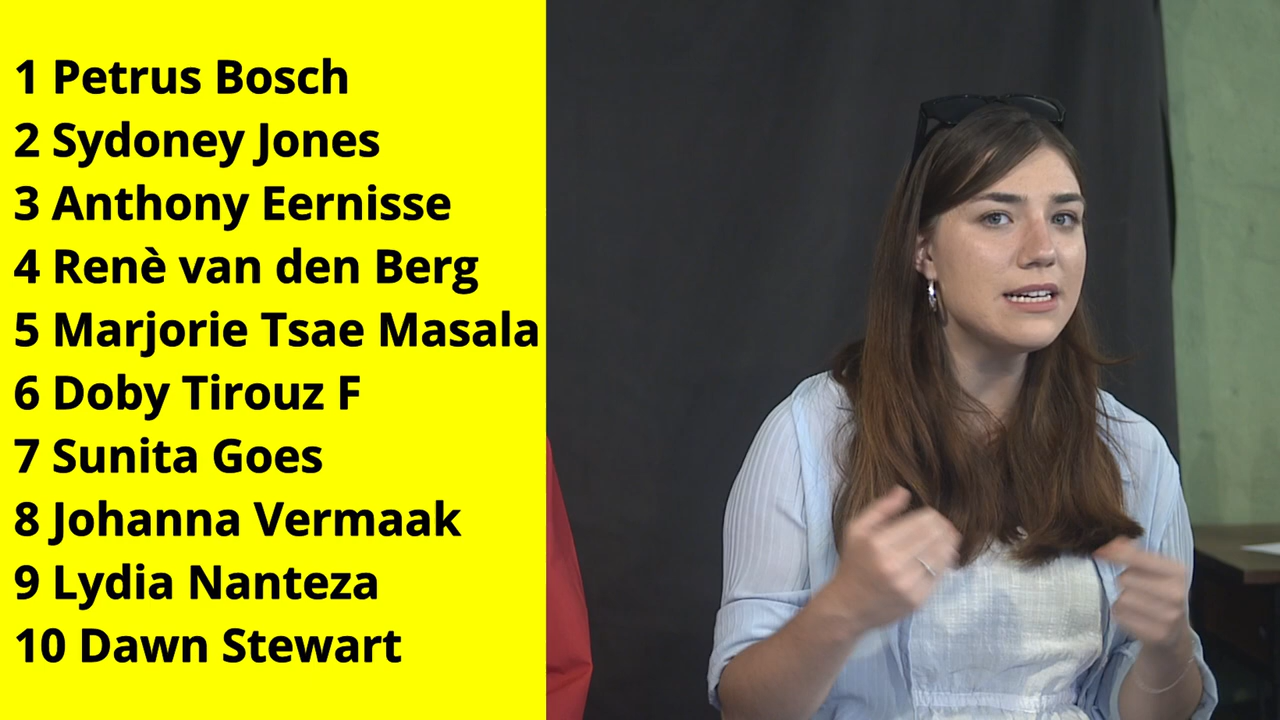 1 Petrus Bosch
2 Sydoney Jones
3 Anthony Eernisse
4 Renè van den Berg
5 Marjorie Tsae Masala
6 Doby Tirouz F
7 Sunita Goes
8 Johanna Vermaak
9 Lydia Nanteza
10 Dawn Stewart